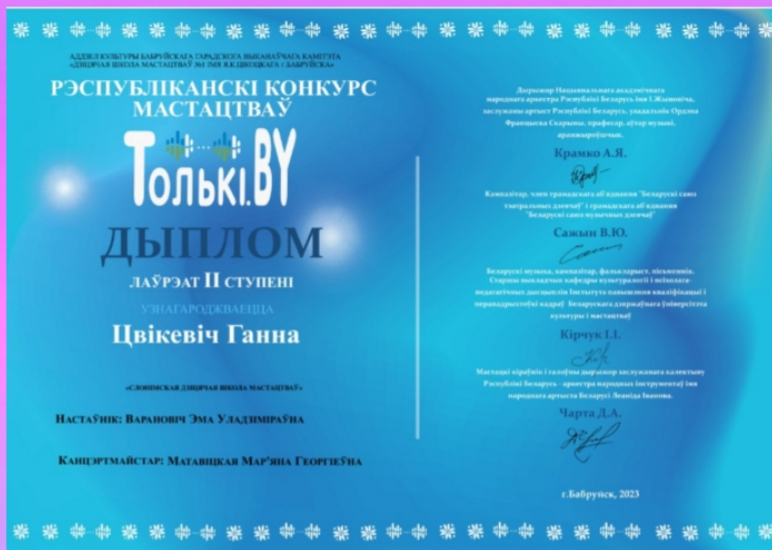 АДДЗЕЛ КУЛЬТУРЫ БАБРУЙСКАГА ГАРАДСКОГА ВЫКАНАЎЧАГА КАМІТЭТА
«ДЗІЦЯЧАЯ ШКОЛА МАСТАЦТВАЎ №1 ІМЯ Я.К.ЦІКОЦКАГА Г.БАБРУЙСКА»
РЭСПУБЛІКАНСКІ КОНКУРС
МАСТАЦТВАЎ
Толькі.BY
ДЫПЛОМ
ЛАЎРЭАТ II СТУПЕНІ
УЗНАГАРОДЖВАЕЦЦА
Цвікевіч Ганна
«СЛОНІМСКАЯ ДЗІЦЯЧАЯ ШКОЛА МАСТАЦТВАЎ»
Настаўнік: Варановіч Эма Уладзіміраўна
Канцэртмайстар: Матавіцкая Мар'яна Георгіеўна
Дырыжор Нацыянальнага акадэмічнага
народнага аркестра Рэспублікі Беларусь імя І.Жыновіча,
заслужаны артыст Рэспублікі Беларусь, уладальнік Ордэна
Францыска Скарыны, прафесар, аўтар музыкі,
аранжыроўшчык.
Крамко А.Я.
Кампазітар, член грамадскага аб'яднання "Беларускі саюз
тэатральных дзеячаў" і грамадскага аб'яднання
"Беларускі саюз музычных дзеячаў"
Сажын В.Ю.
Беларускі музыка, кампазітар, фалькларыст, пісьменнік.
Старшы выкладчык кафедры культуралогіі і псіхолага-
педагагічных дысцыплін Інстытута павышэння кваліфікацыі і
перападрыхтоўкі кадраў Беларускага дзяржаўнага ўніверсітэта
культуры і мастацтваў
Кірчук І.І.
Мастацкі кіраўнік і галоўны дырыжор заслужанага калектыву
Рэспублікі Беларусь - аркестра народных інструментаў імя
народнага артыста Беларусі Леаніда Іванова.
Чарта Д.А.
г.Бабруйск, 2023